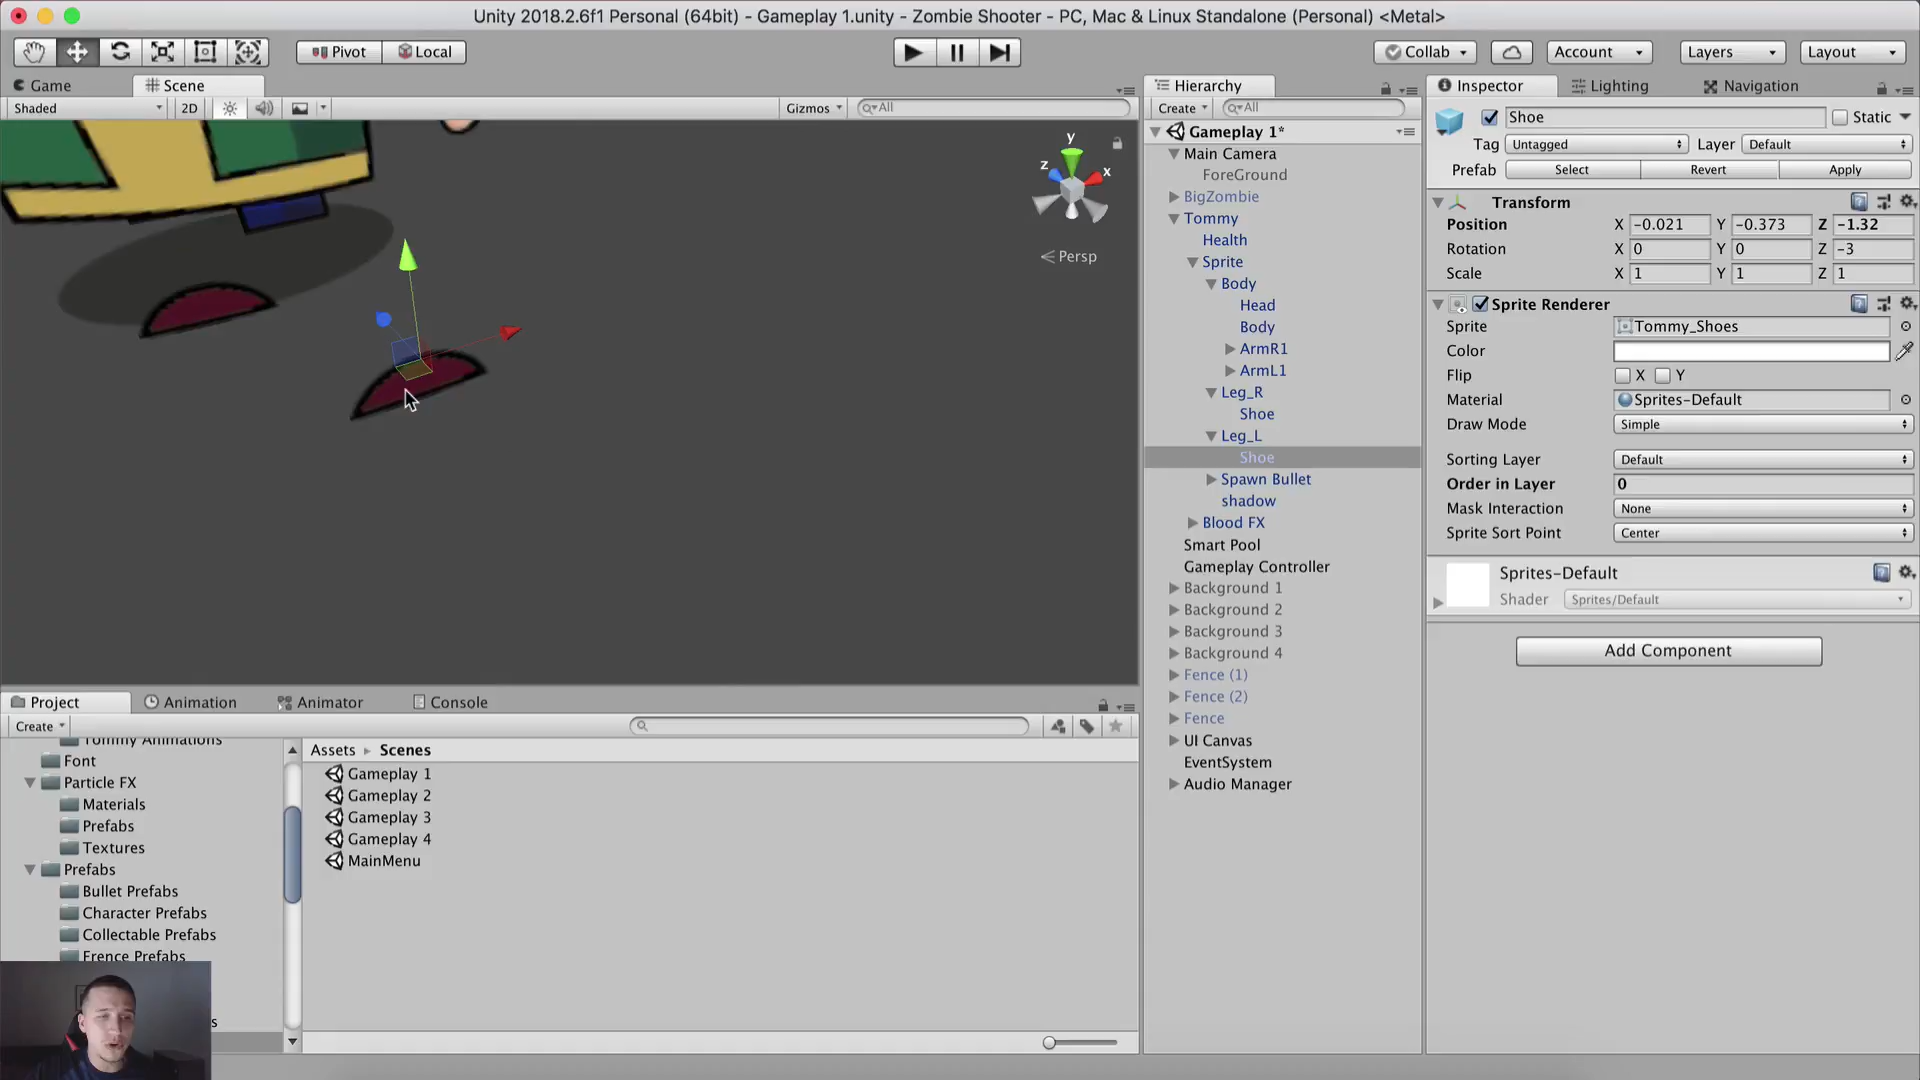 Unity 2018.2.6f1 Personal (64bit) - Gameplay 1.unity - Zombie Shooter - PC, Mac & Linux Standalone (Personal) <Metal>
Pivot Local Collab Account Layers Layout
Game Scene
Shaded 2D Gizmos All
y
z x
Persp
Hierarchy
Create All
Gameplay 1*
Main Camera
ForeGround
BigZombie
Tommy
Health
Sprite
Body
Head
Body
ArmR1
ArmL1
Leg_R
Shoe
Leg_L
Shoe
Spawn Bullet
shadow
Blood FX
Smart Pool
Gameplay Controller
Background 1
Background 2
Background 3
Background 4
Fence (1)
Fence (2)
Fence
UI Canvas
EventSystem
Audio Manager
Inspector Lighting Navigation
Shoe Static
Tag Untagged Layer Default
Prefab Select Revert Apply
Transform
Position X -0.021 Y -0.373 Z -1.32
Rotation X 0 Y 0 Z -3
Scale X 1 Y 1 Z 1
Sprite Renderer
Sprite Tommy_Shoes
Color
Flip X Y
Material Sprites-Default
Draw Mode Simple
Sorting Layer Default
Order in Layer 0
Mask Interaction None
Sprite Sort Point Center
Sprites-Default
Shader Sprites/Default
Add Component
Project Animation Animator Console
Create
Tommy Animations
Font
Particle FX
Materials
Prefabs
Textures
Prefabs
Bullet Prefabs
Character Prefabs
Collectable Prefabs
Frence Prefabs
Assets Scenes
Gameplay 1
Gameplay 2
Gameplay 3
Gameplay 4
MainMenu